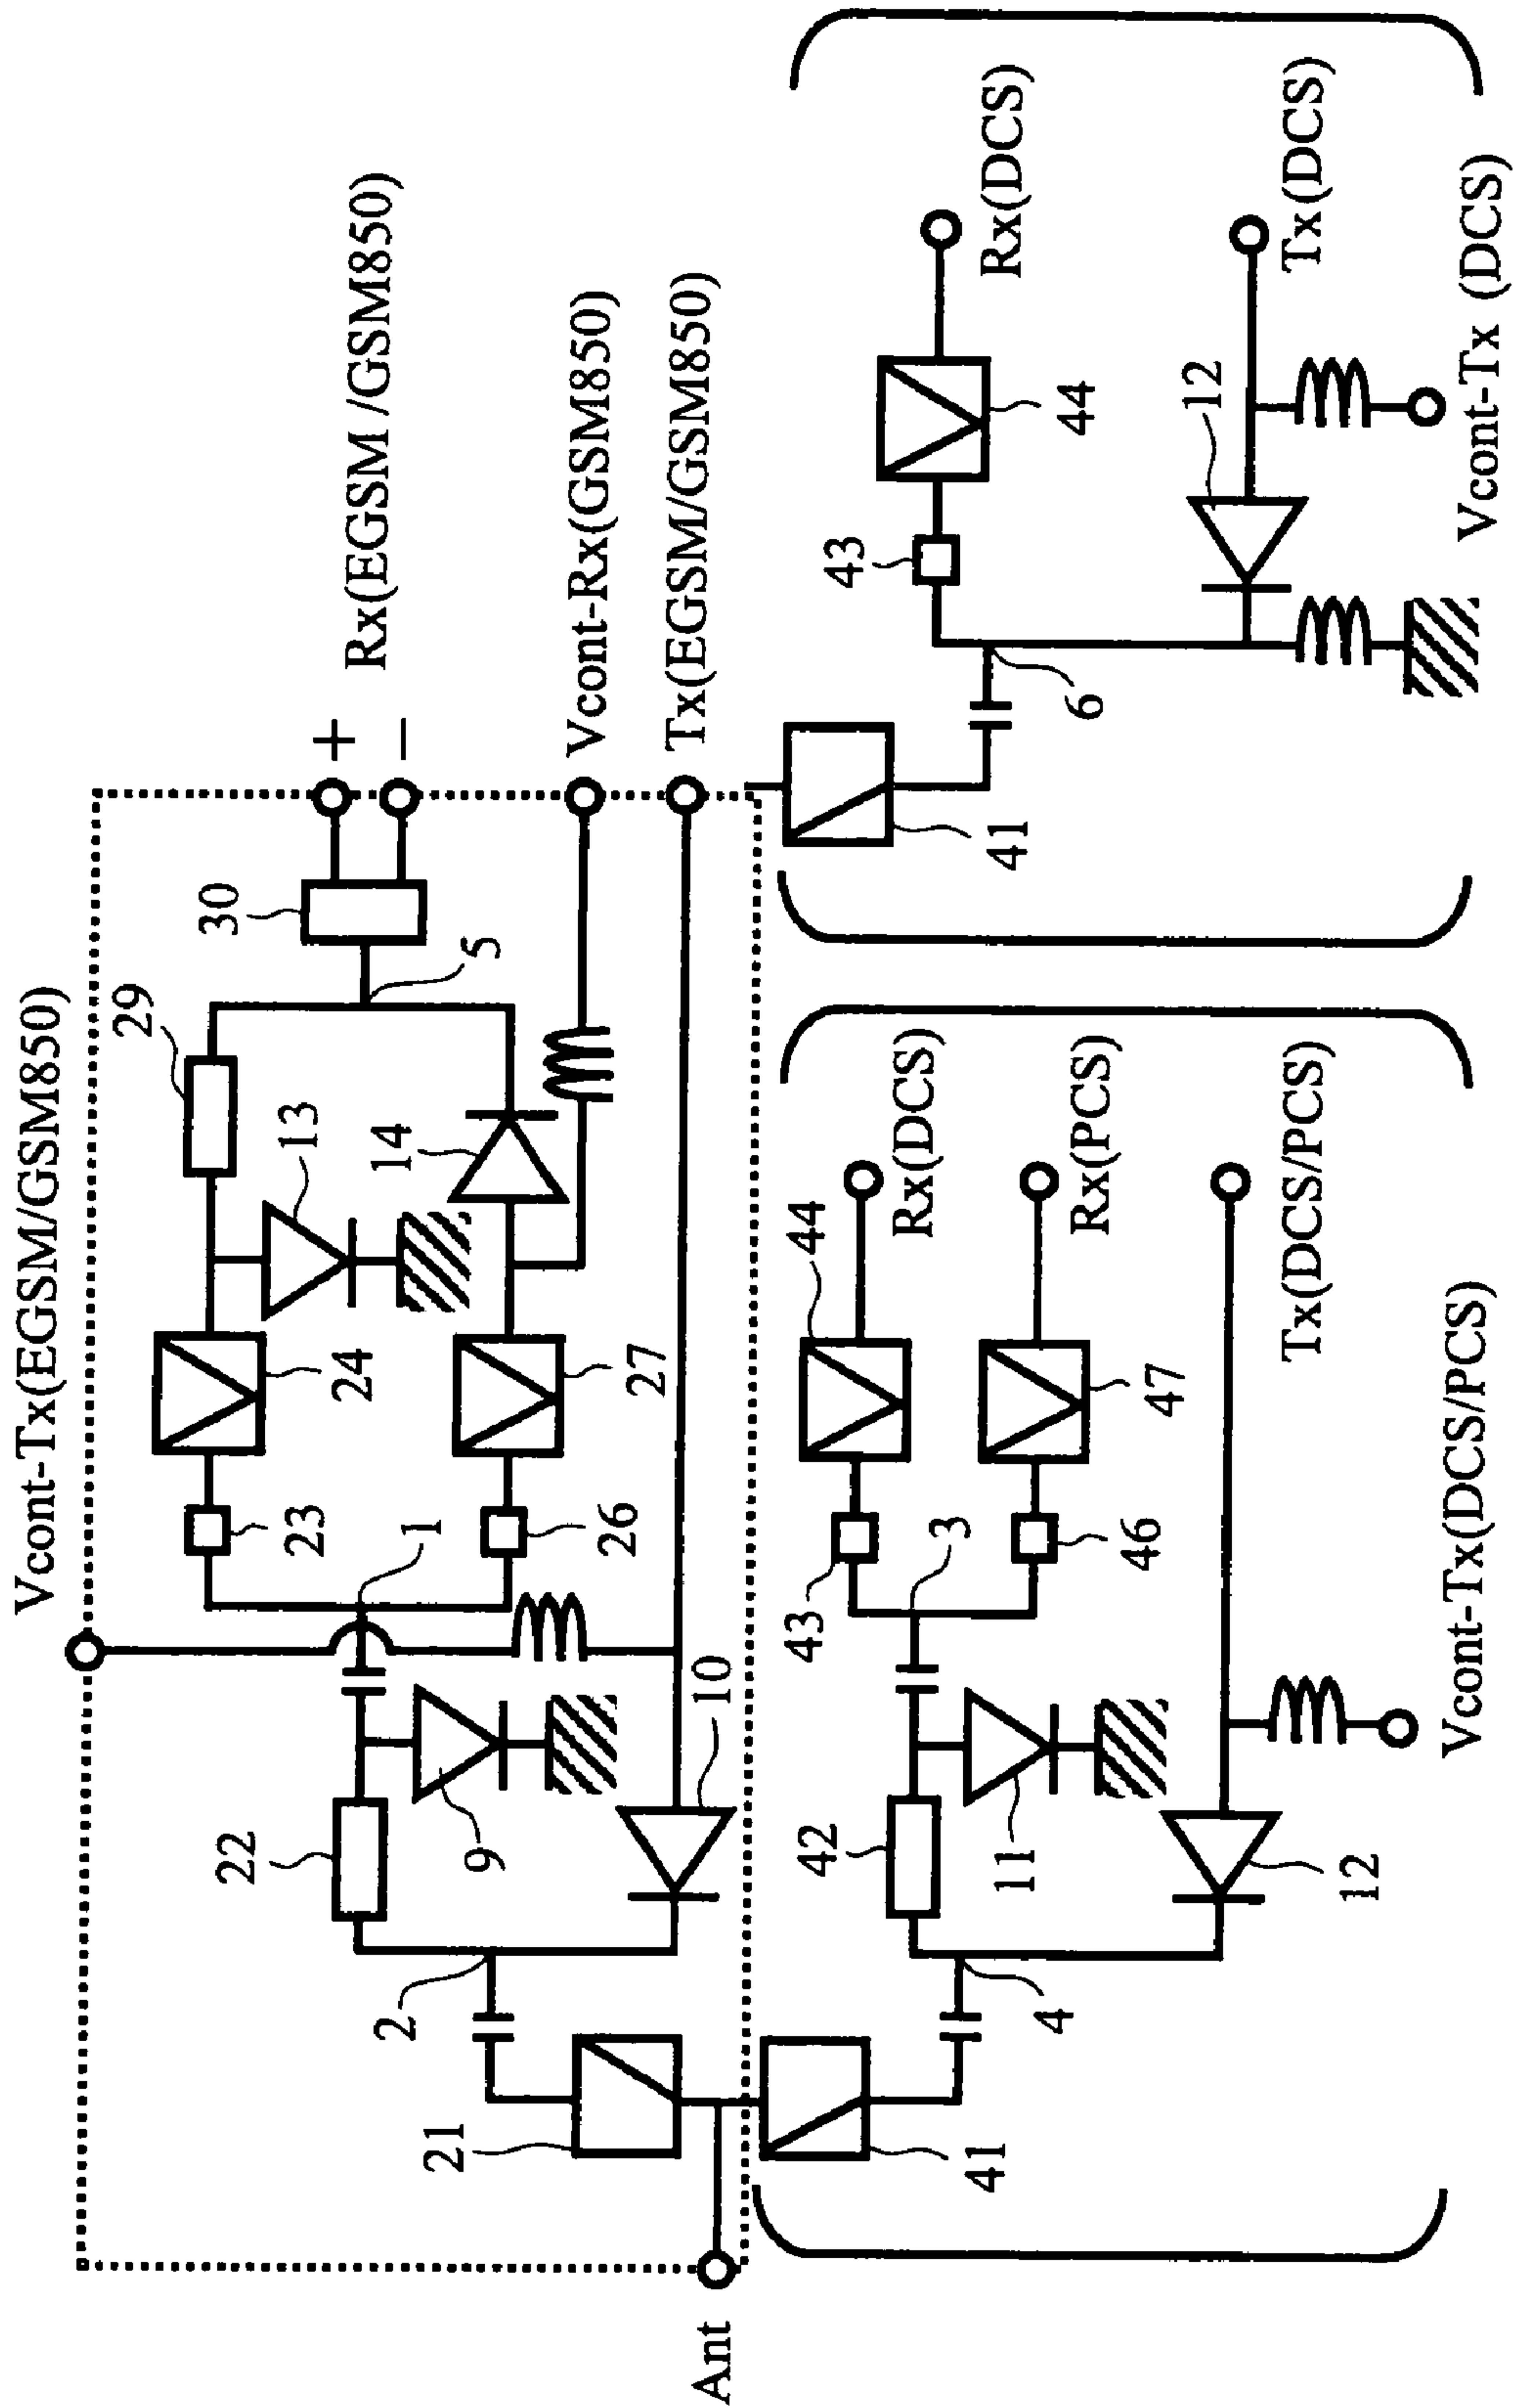 Vcont-Tx(EGSM/GSM850)
Rx(EGSM /GSM850)
+
−
Vcont-Rx(GSM850)
Tx(EGSM/GSM850)
Ant
21
2
22
9
10
1
23
24
26
27
13
29
14
5
30
41
4
42
11
12
3
43
44
Rx(DCS)
46
47
Rx(PCS)
Tx(DCS/PCS)
Vcont-Tx(DCS/PCS)
41
6
43
44
Rx(DCS)
12
Tx(DCS)
Vcont-Tx (DCS)